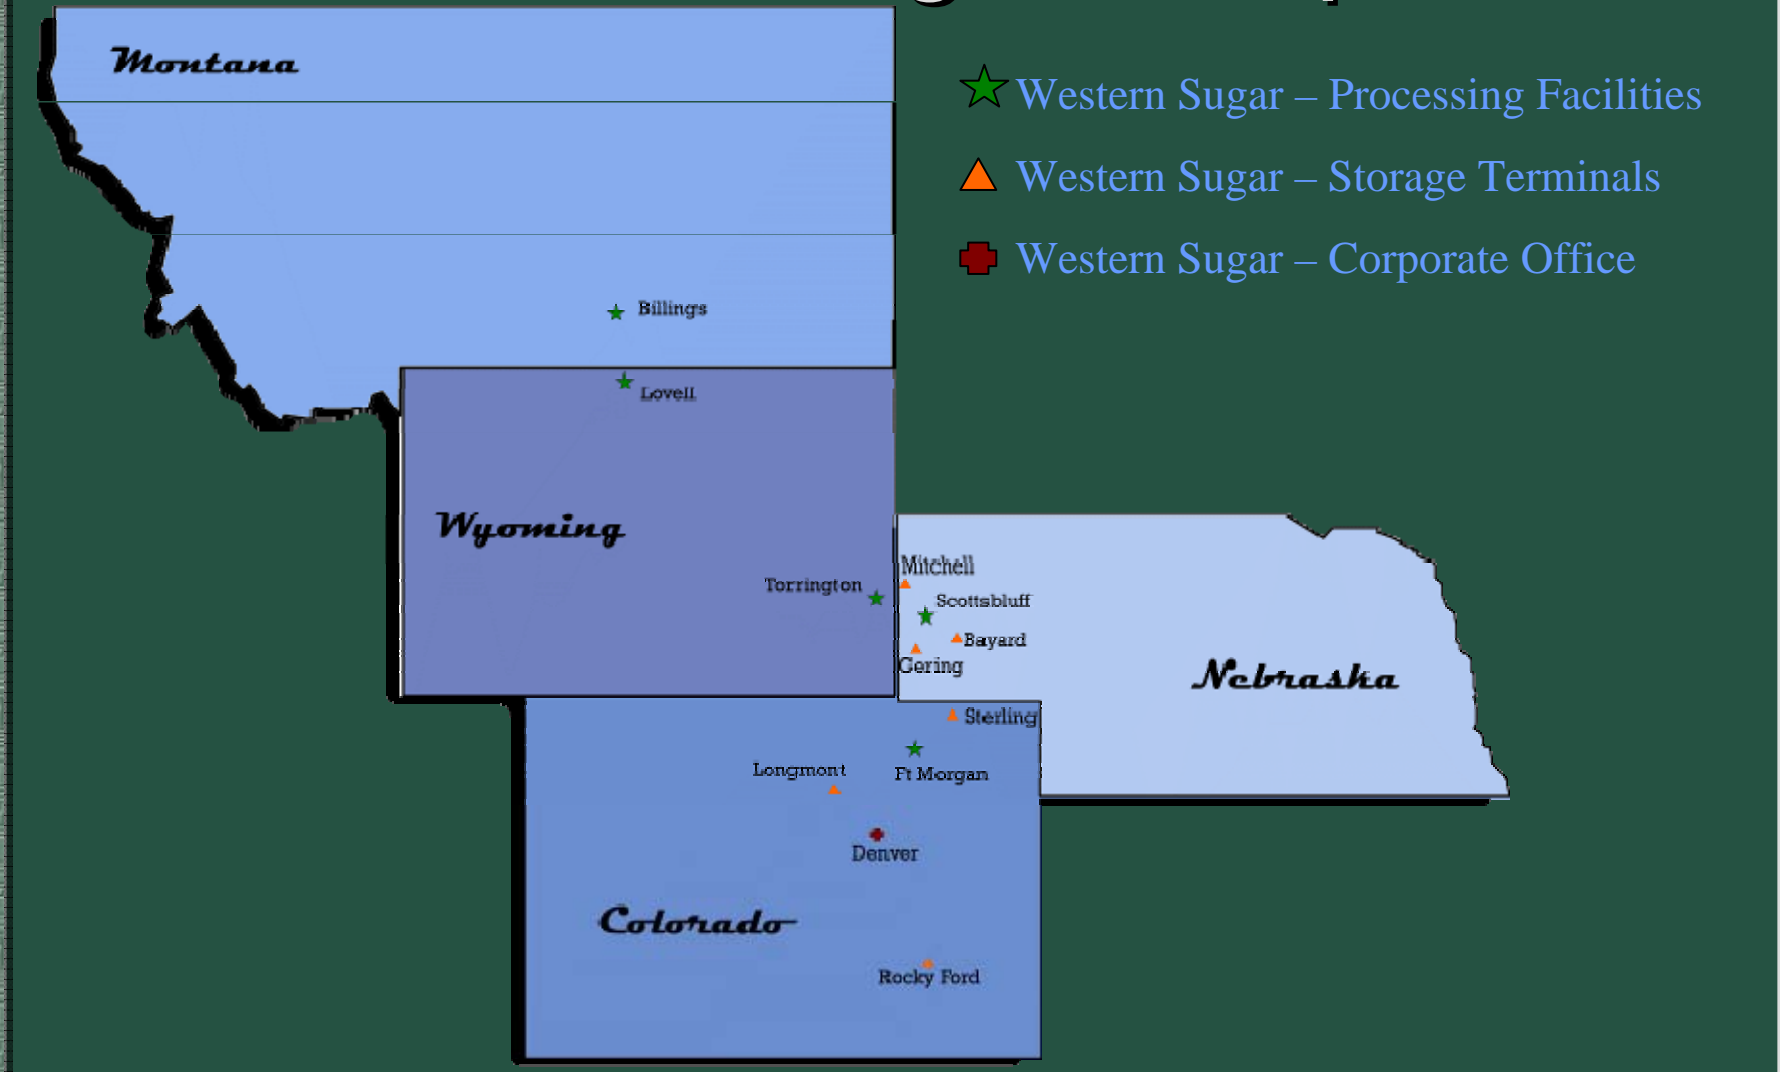 Montana
Western Sugar – Processing Facilities
Western Sugar – Storage Terminals
Western Sugar – Corporate Office
Billings
Lovell
Wyoming
Mitchell
Torrington
Scottsbluff
Bayard
Gering
Nebraska
Sterling
Longmont
Ft Morgan
Denver
Colorado
Rocky Ford